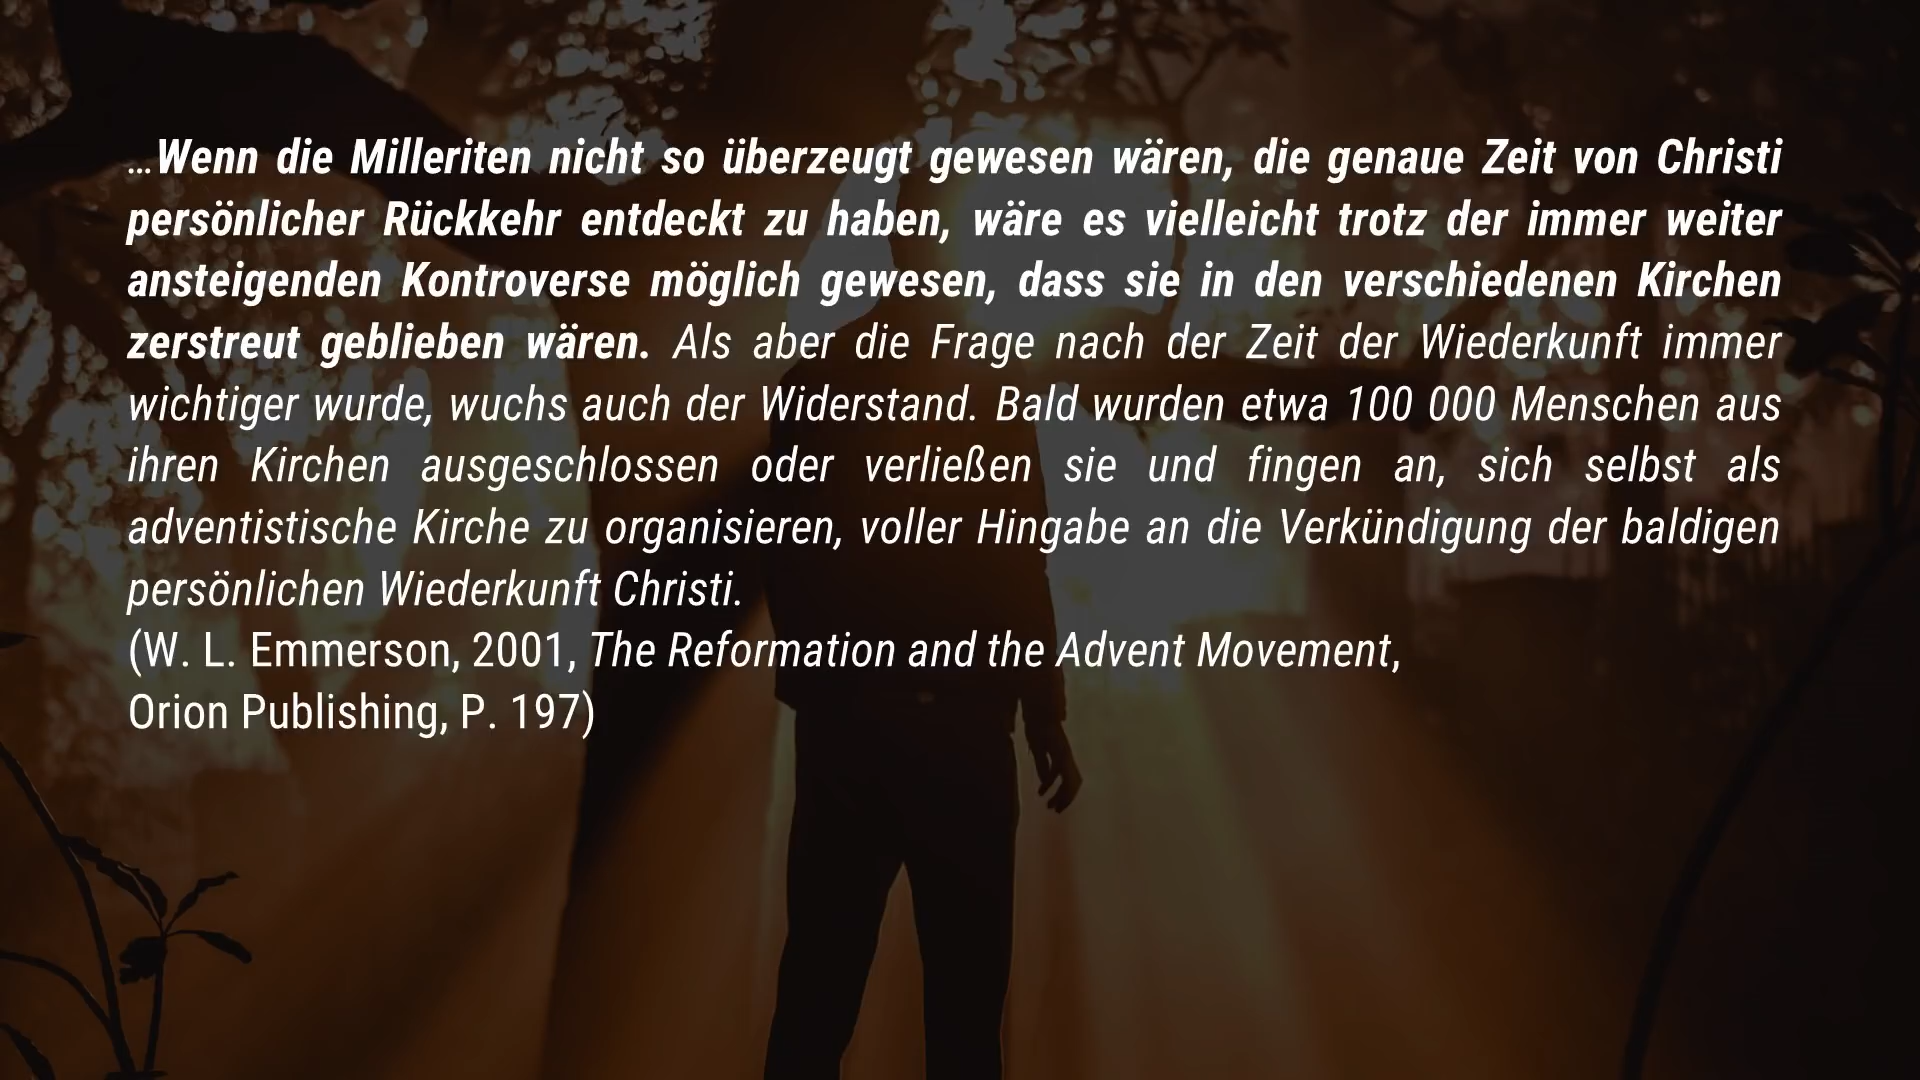 …Wenn die Milleriten nicht so überzeugt gewesen wären, die genaue Zeit von Christi
persönlicher Rückkehr entdeckt zu haben, wäre es vielleicht trotz der immer weiter
ansteigenden Kontroverse möglich gewesen, dass sie in den verschiedenen Kirchen
zerstreut geblieben wären. Als aber die Frage nach der Zeit der Wiederkunft immer
wichtiger wurde, wuchs auch der Widerstand. Bald wurden etwa 100 000 Menschen aus
ihren Kirchen ausgeschlossen oder verließen sie und fingen an, sich selbst als
adventistische Kirche zu organisieren, voller Hingabe an die Verkündigung der baldigen
persönlichen Wiederkunft Christi.
(W. L. Emmerson, 2001, The Reformation and the Advent Movement,
Orion Publishing, P. 197)